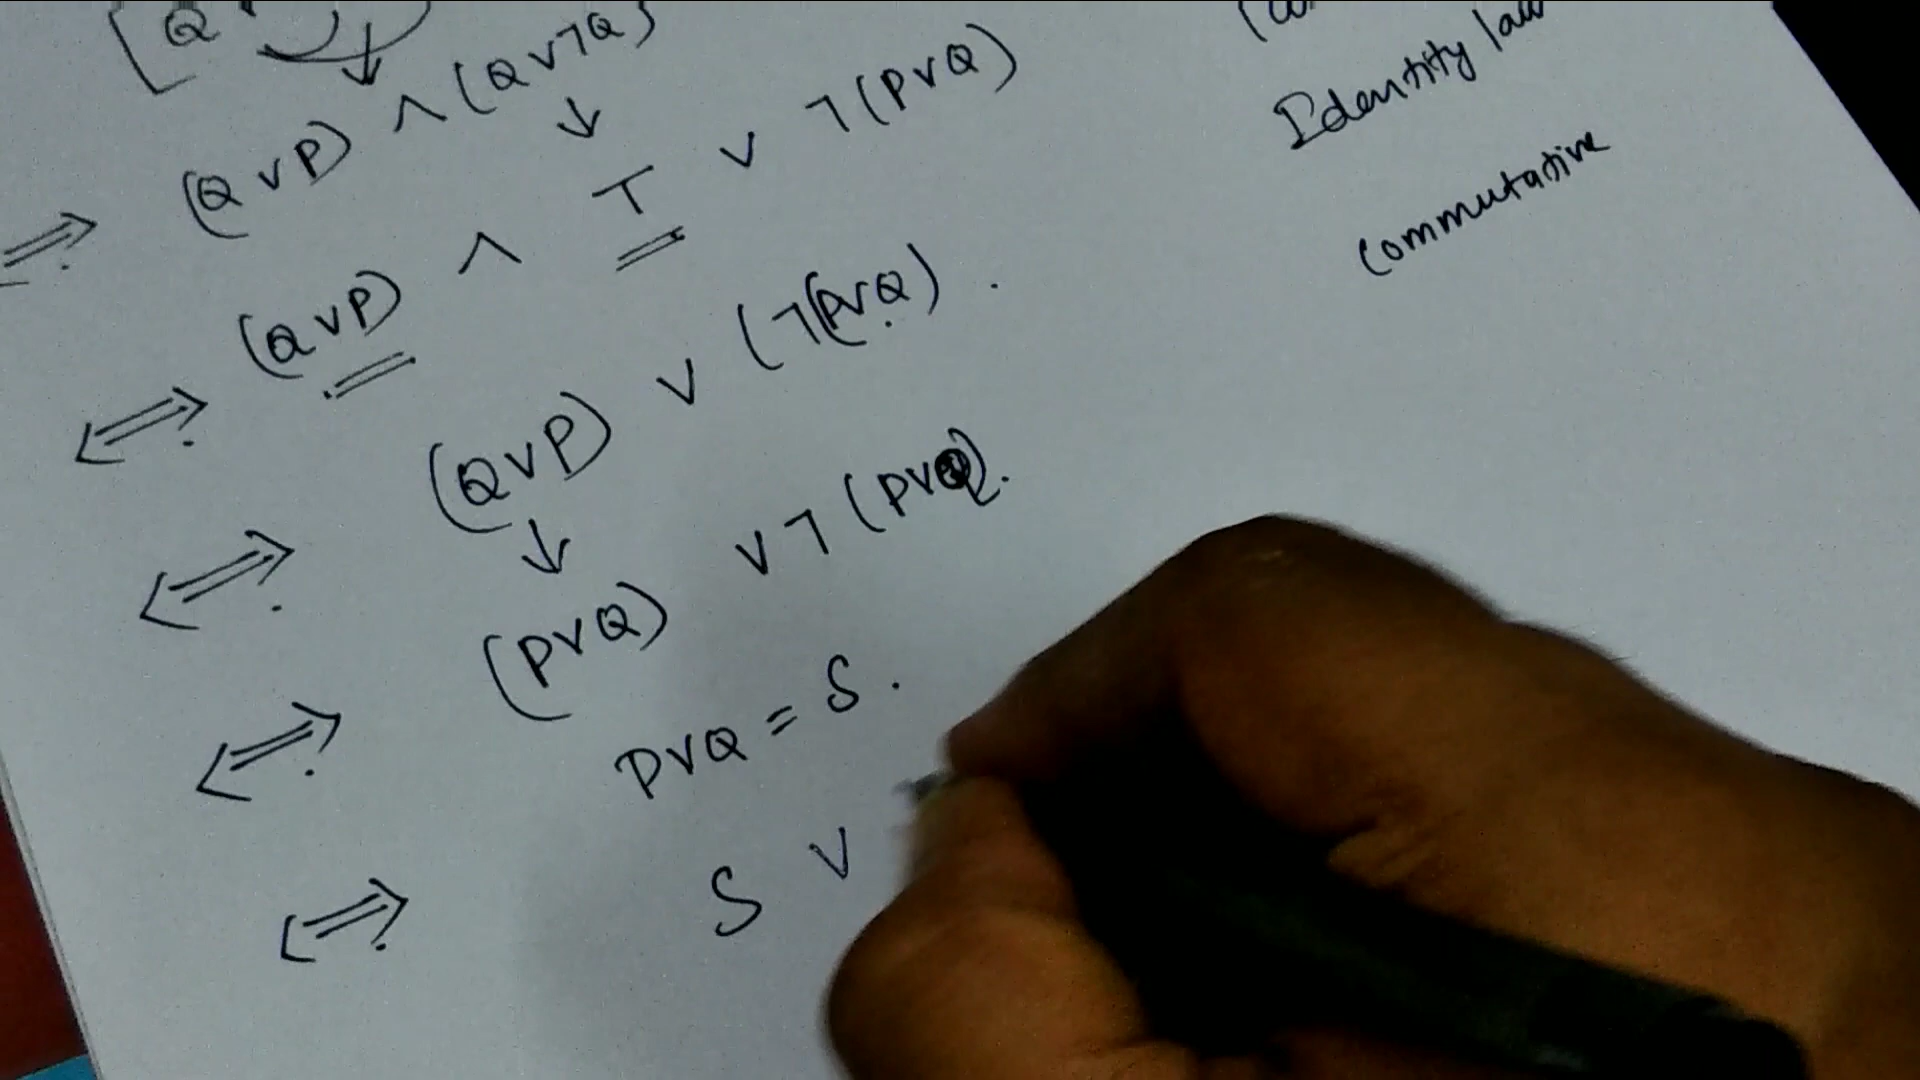 [Q
(Q∨P) ∧ (Q∨¬Q)
⇒ (Q∨P) ∧ T ∨ ¬(P∨Q)
Identity law
⇔ (Q∨P) ∨ (¬(P∨Q).
commutative
⇔ (P∨Q) ∨ ¬(P∨Q).
⇔ P∨Q = S.
⇔ S ∨